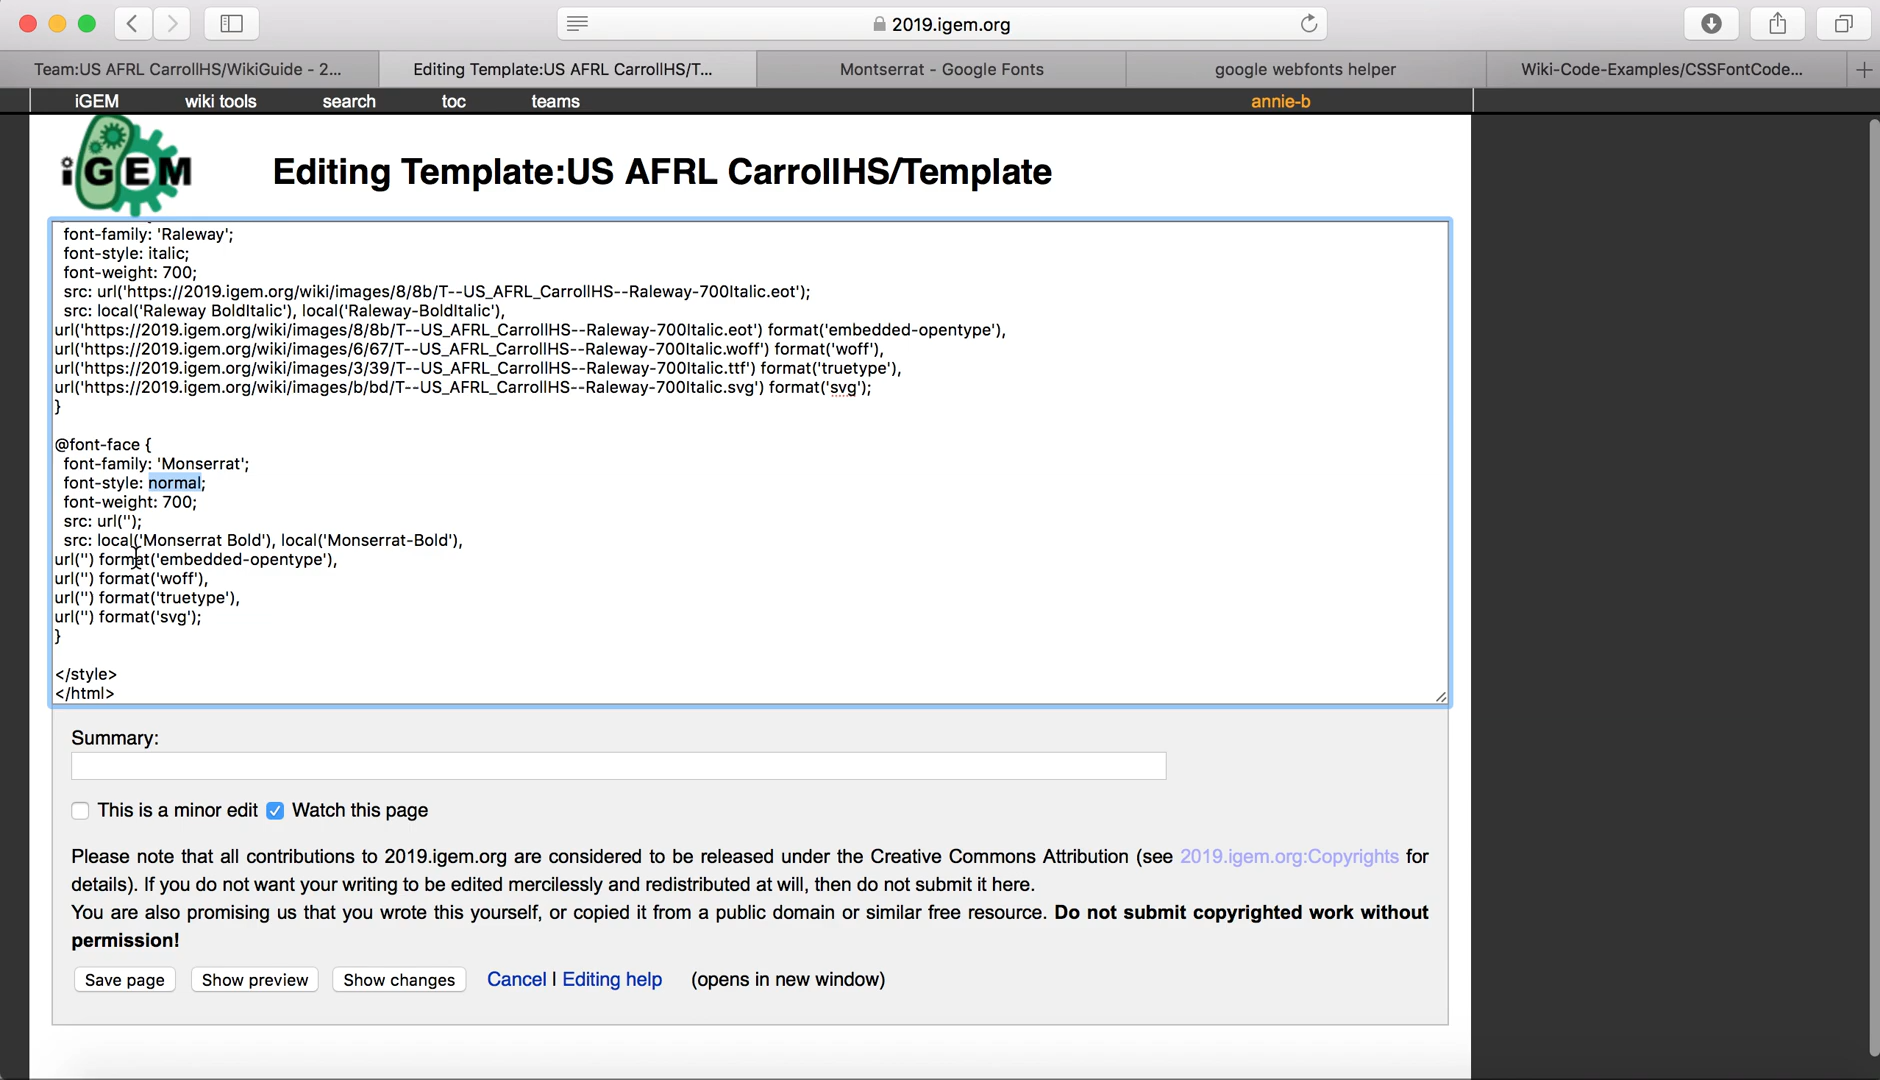 2019.igem.org
Team:US AFRL CarrollHS/WikiGuide - 2...
Editing Template:US AFRL CarrollHS/T...
Montserrat - Google Fonts
google webfonts helper
Wiki-Code-Examples/CSSFontCode...
iGEM
wiki tools
search
toc
teams
annie-b
iGEM
Editing Template:US AFRL CarrollHS/Template
font-family: 'Raleway';
font-style: italic;
font-weight: 700;
src: url('https://2019.igem.org/wiki/images/8/8b/T--US_AFRL_CarrollHS--Raleway-700Italic.eot');
src: local('Raleway BoldItalic'), local('Raleway-BoldItalic'),
url('https://2019.igem.org/wiki/images/8/8b/T--US_AFRL_CarrollHS--Raleway-700Italic.eot') format('embedded-opentype'),
url('https://2019.igem.org/wiki/images/6/67/T--US_AFRL_CarrollHS--Raleway-700Italic.woff') format('woff'),
url('https://2019.igem.org/wiki/images/3/39/T--US_AFRL_CarrollHS--Raleway-700Italic.ttf') format('truetype'),
url('https://2019.igem.org/wiki/images/b/bd/T--US_AFRL_CarrollHS--Raleway-700Italic.svg') format('svg');
}
@font-face {
font-family: 'Monserrat';
font-style: normal;
font-weight: 700;
src: url('');
src: local('Monserrat Bold'), local('Monserrat-Bold'),
url('') format('embedded-opentype'),
url('') format('woff'),
url('') format('truetype'),
url('') format('svg');
}
</style>
</html>
Summary:
This is a minor edit
Watch this page
Please note that all contributions to 2019.igem.org are considered to be released under the Creative Commons Attribution (see 2019.igem.org:Copyrights for
details). If you do not want your writing to be edited mercilessly and redistributed at will, then do not submit it here.
You are also promising us that you wrote this yourself, or copied it from a public domain or similar free resource. Do not submit copyrighted work without
permission!
Save page
Show preview
Show changes
Cancel | Editing help (opens in new window)